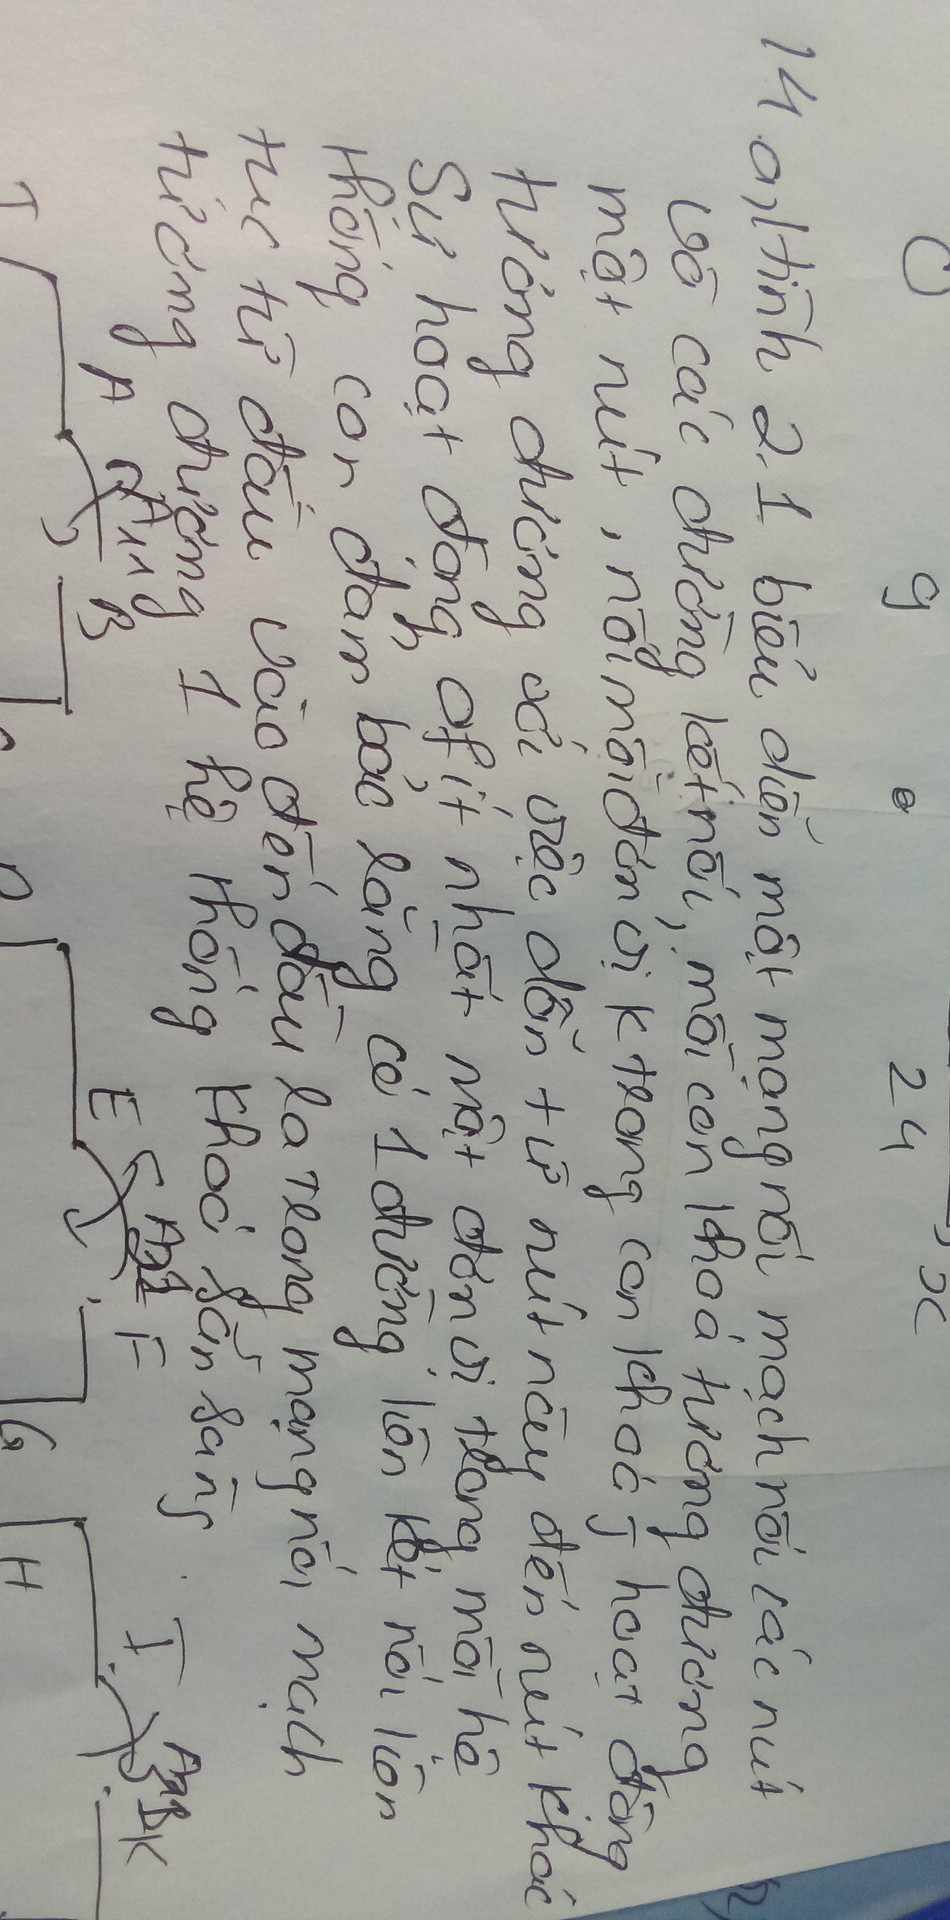 9 24 x
14 a, Hình 2.1 biểu diễn một mạng nối mạch nối các nút
và các đường kết nối, mỗi con khoá tương đương
một nút, nối mỗi đơn vị k trong con khoá j hoạt động
tương đương với việc dẫn từ nút này đến nút khác
Sự hoạt động of ít nhất một đơn vị trong mỗi hệ
thống con đảm bảo rằng có 1 đường liên kết nối liên
tục từ đầu vào đến đầu ra trong mạng nối mạch
tương đương 1 hệ thống khoá sẵn sàng.
A A11 B E F I K
G H